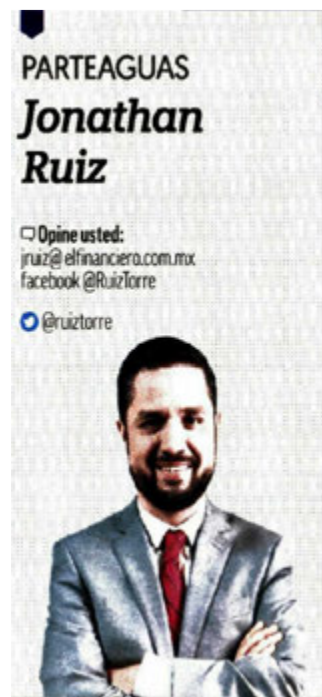 PARTEAGUAS
Jonathan
Ruiz
Opine usted:
jruiz@elfinanciero.com.mx
facebook @RuizTorre
@ruiztorre